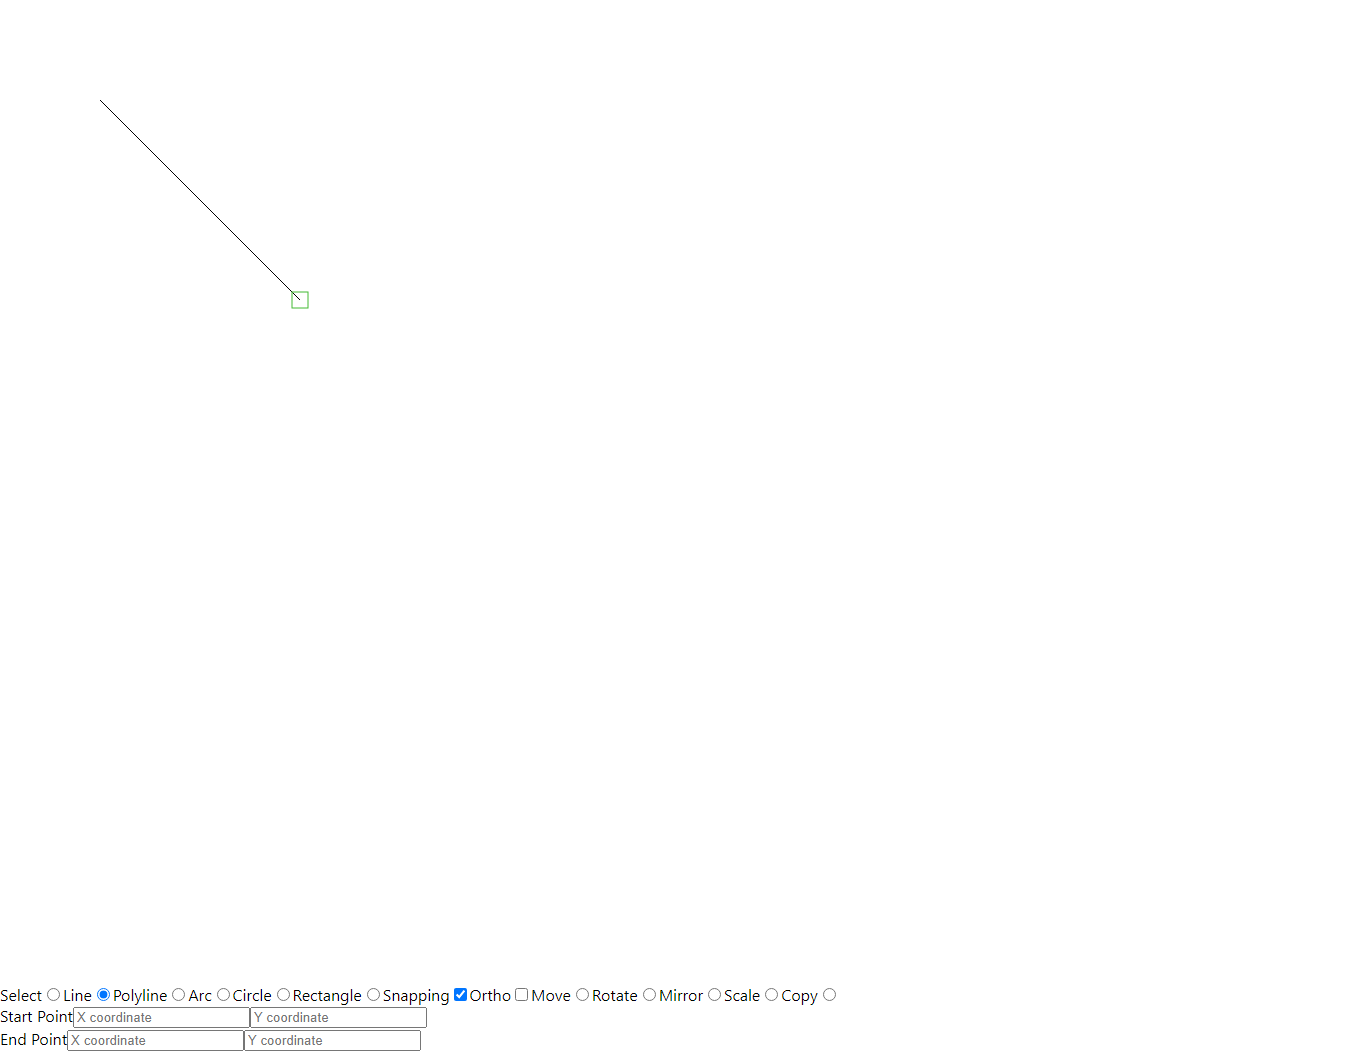 Select Line Polyline Arc Circle Rectangle Snapping Ortho Move Rotate Mirror Scale Copy
Start Point X coordinate Y coordinate
End Point X coordinate Y coordinate